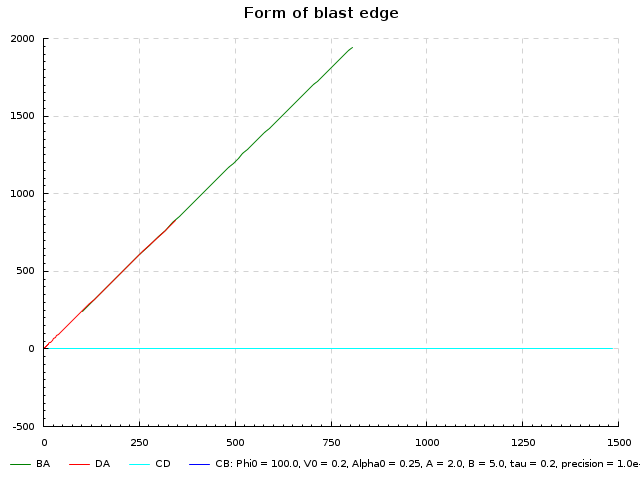 Form of blast edge
2000
1500
1000
500
0
-500
0 250 500 750 1000 1250 1500
BA DA CD CB: Phi0 = 100.0, V0 = 0.2, Alpha0 = 0.25, A = 2.0, B = 5.0, tau = 0.2, precision = 1.0e-